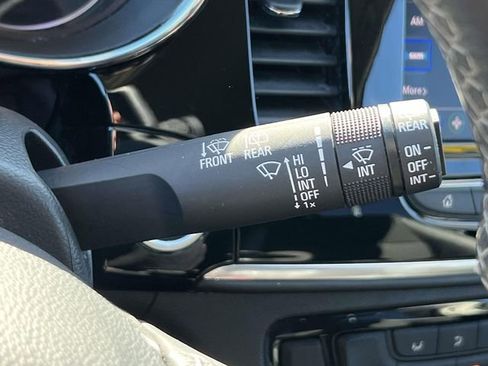 AM
More>
FRONT
REAR
HI
LO
INT
OFF
1x
INT
REAR
ON
OFF
INT